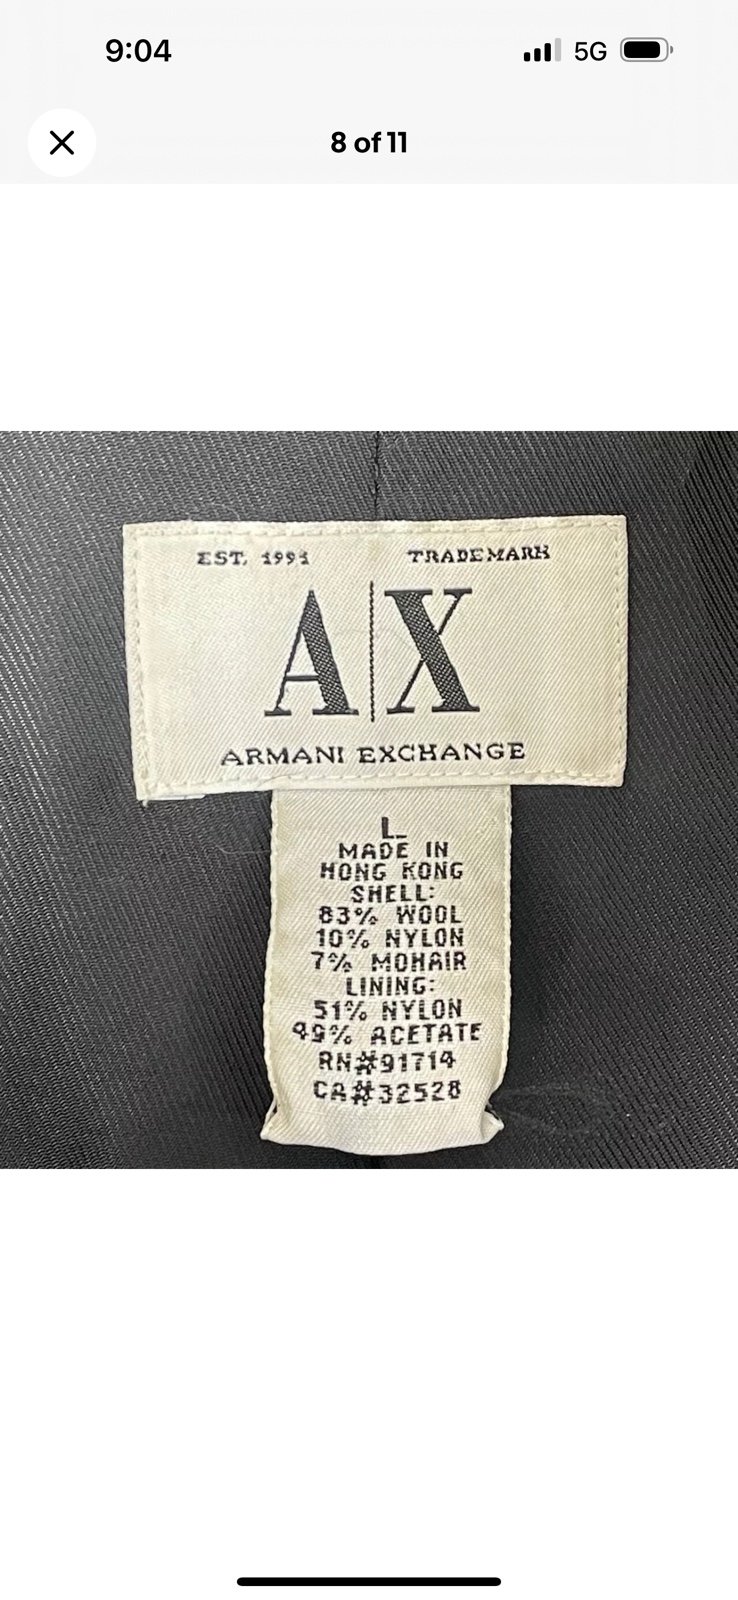 9:04
5G
8 of 11
EST. 1991 TRADEMARK
A|X
ARMANI EXCHANGE
L
MADE IN
HONG KONG
SHELL:
83% WOOL
10% NYLON
7% MOHAIR
LINING:
51% NYLON
49% ACETATE
RN#91714
CA#32528